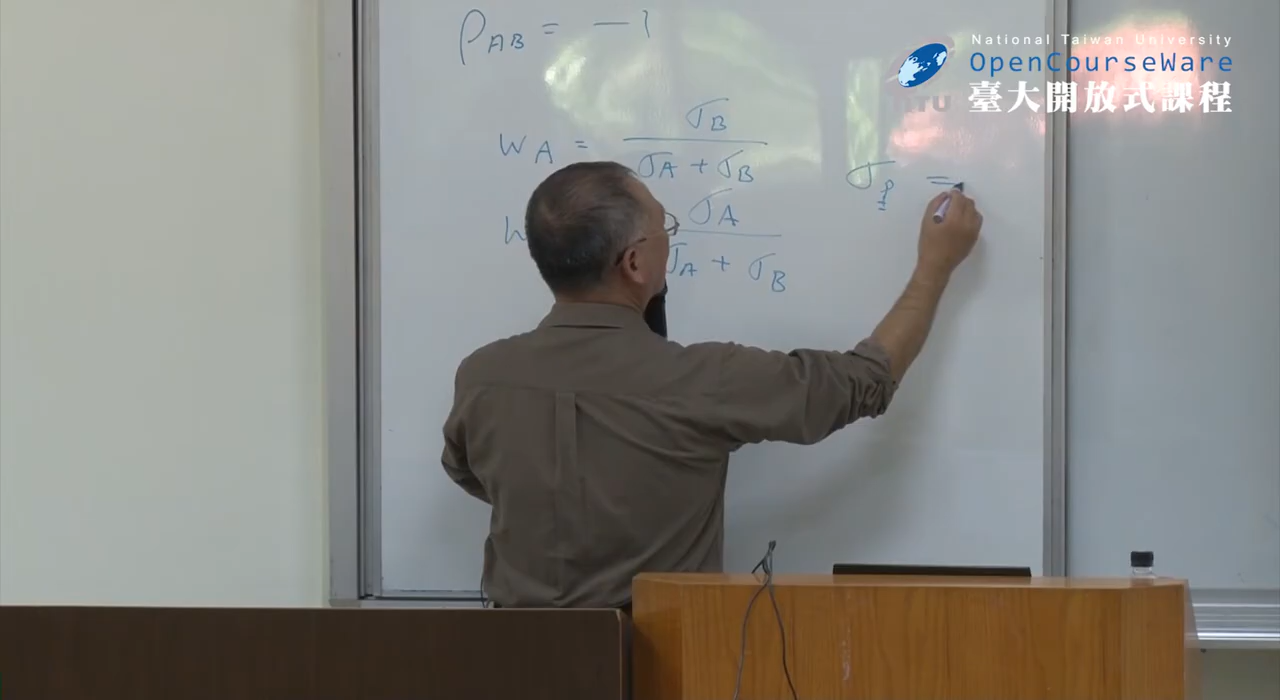 ρAB = −1
National Taiwan University
OpenCourseWare
臺大開放式課程
NTU
σB
wA = ─────
σA + σB
σp =
σA
W ─────
σA + σB